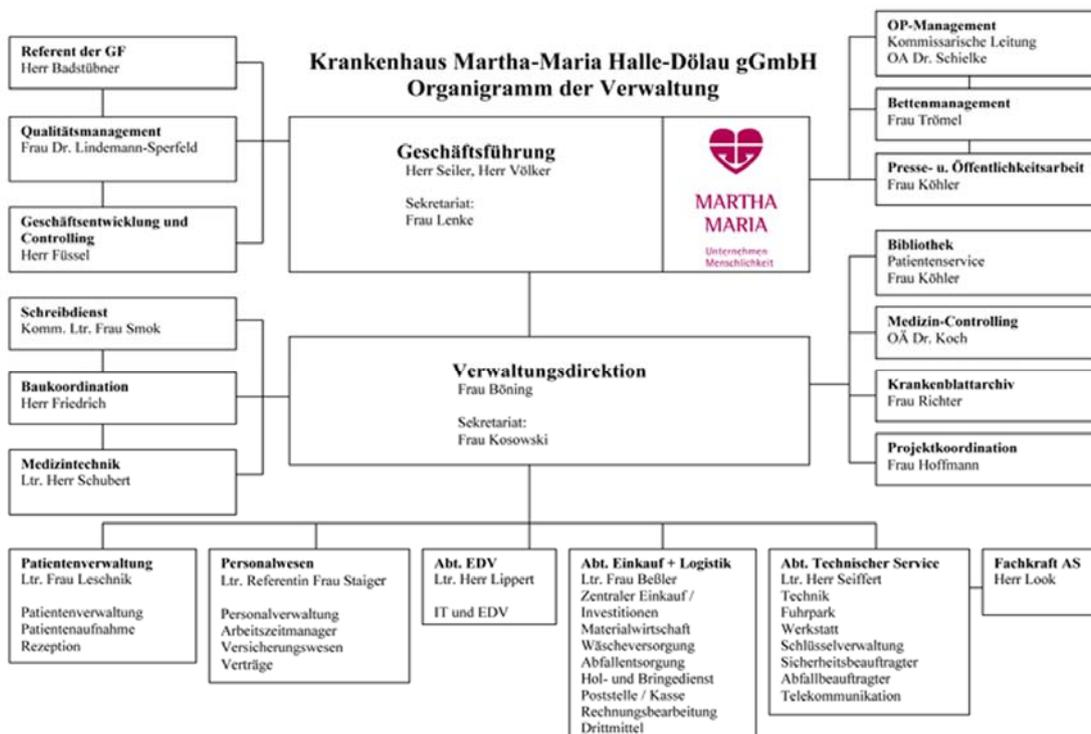 Krankenhaus Martha-Maria Halle-Dölau gGmbH
Organigramm der Verwaltung
Referent der GF
Herr Badstübner
Qualitätsmanagement
Frau Dr. Lindemann-Sperfeld
Geschäftsentwicklung und
Controlling
Herr Füssel
Geschäftsführung
Herr Seiler, Herr Völker
Sekretariat:
Frau Lenke
MARTHA
MARIA
Unternehmen
Menschlichkeit
OP-Management
Kommissarische Leitung
OA Dr. Schielke
Bettenmanagement
Frau Trömel
Presse- u. Öffentlichkeitsarbeit
Frau Köhler
Schreibdienst
Komm. Ltr. Frau Smok
Baukoordination
Herr Friedrich
Medizintechnik
Ltr. Herr Schubert
Verwaltungsdirektion
Frau Böning
Sekretariat:
Frau Kosowski
Bibliothek
Patientenservice
Frau Köhler
Medizin-Controlling
OÄ Dr. Koch
Krankenblattarchiv
Frau Richter
Projektkoordination
Frau Hoffmann
Patientenverwaltung
Ltr. Frau Leschnik
Patientenverwaltung
Patientenaufnahme
Rezeption
Personalwesen
Ltr. Referentin Frau Staiger
Personalverwaltung
Arbeitszeitmanager
Versicherungswesen
Verträge
Abt. EDV
Ltr. Herr Lippert
IT und EDV
Abt. Einkauf + Logistik
Ltr. Frau Beßler
Zentraler Einkauf /
Investitionen
Materialwirtschaft
Wäscheversorgung
Abfallentsorgung
Hol- und Bringedienst
Poststelle / Kasse
Rechnungsbearbeitung
Drittmittel
Abt. Technischer Service
Ltr. Herr Seiffert
Technik
Fuhrpark
Werkstatt
Schlüsselverwaltung
Sicherheitsbeauftragter
Abfallbeauftragter
Telekommunikation
Fachkraft AS
Herr Look